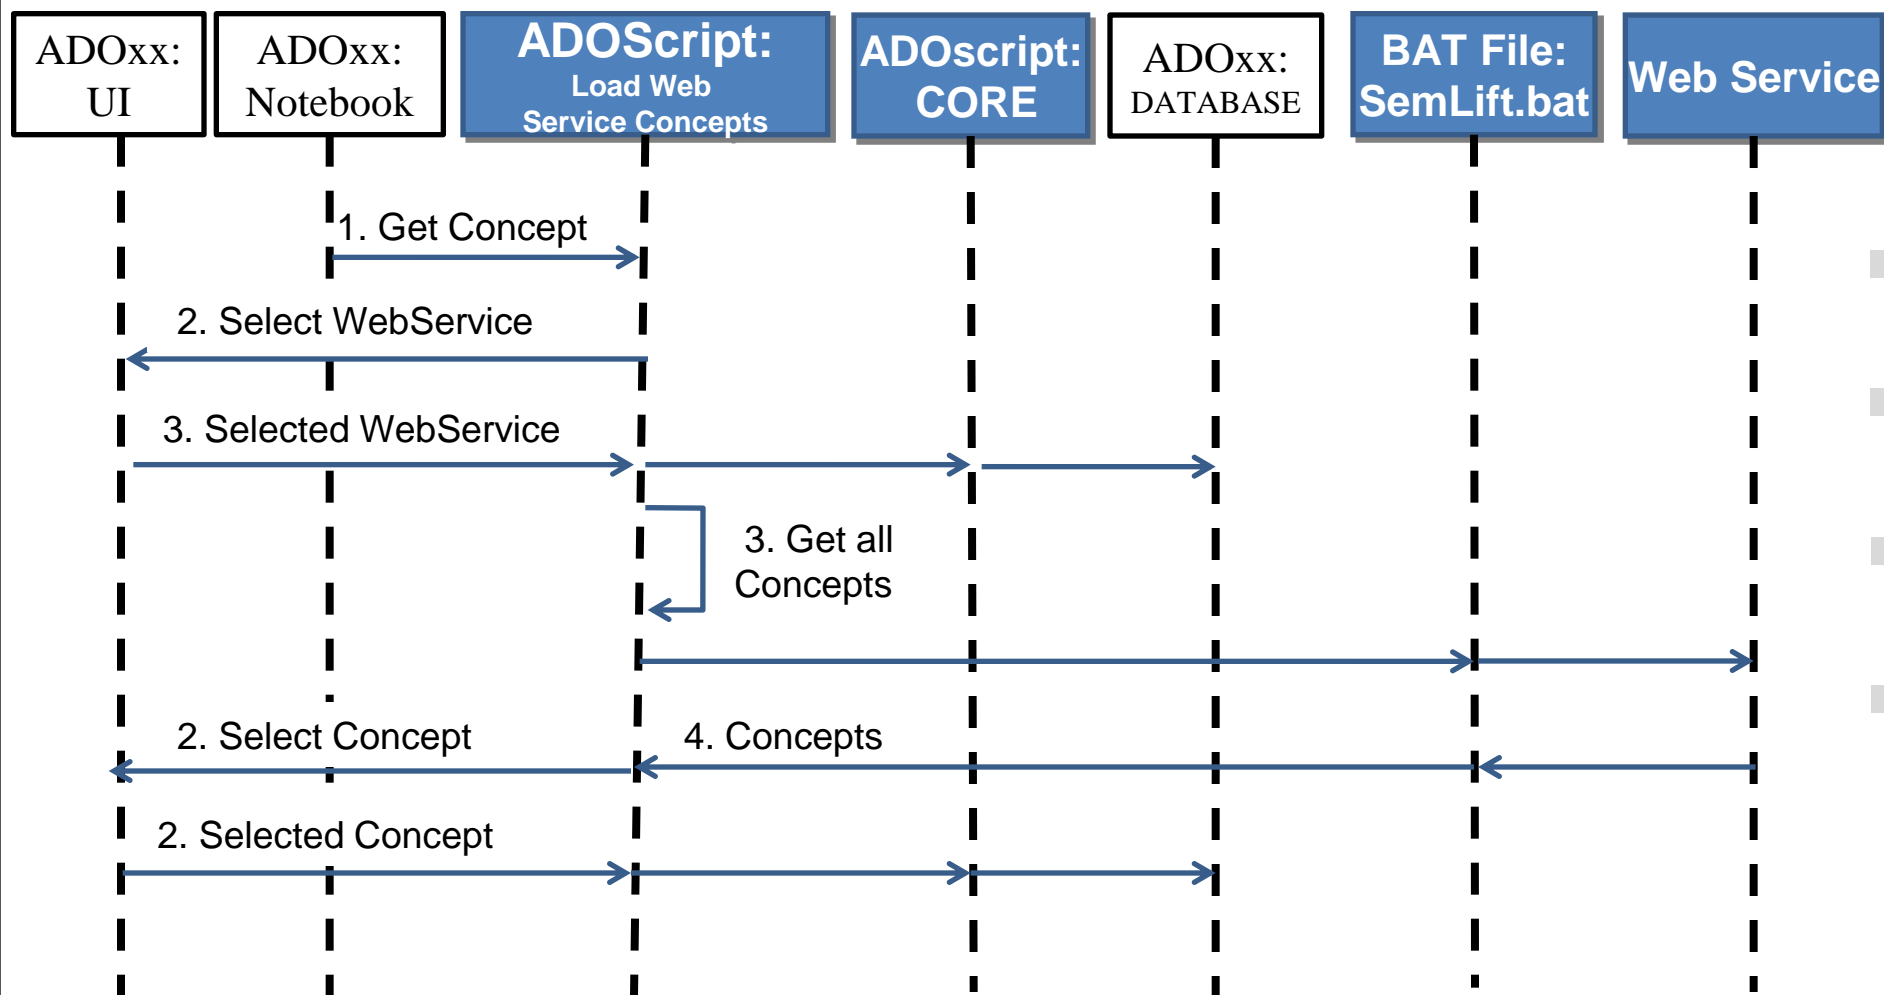 ADOxx:
UI
ADOxx:
Notebook
ADOScript:
Load Web
Service Concepts
ADOscript:
CORE
ADOxx:
DATABASE
BAT File:
SemLift.bat
Web Service
1. Get Concept
2. Select WebService
3. Selected WebService
3. Get all
Concepts
2. Select Concept
4. Concepts
2. Selected Concept